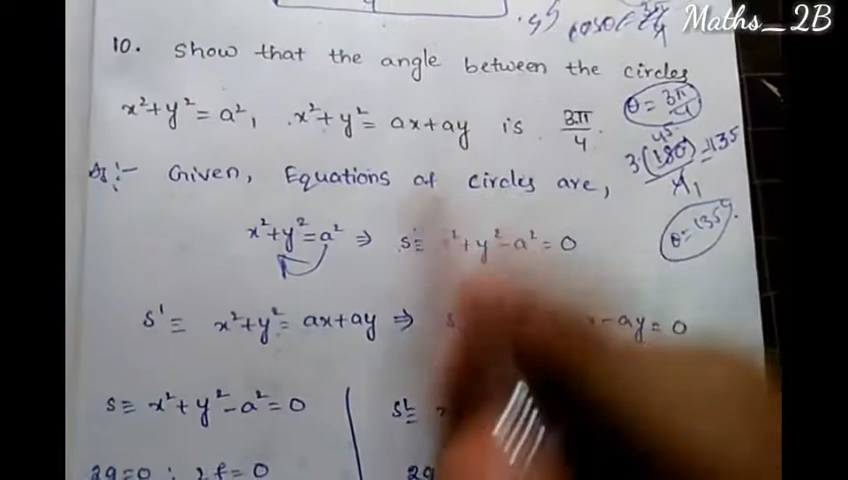 Maths_2B
10. Show that the angle between the circles
x²+y²=a², x²+y²=ax+ay is 3π/4.
θ=3π/4
3(180)/4 = 135
θ=135°.
Given, Equations of circles are,
x²+y²=a² ⇒ s≡ ²+y²-a²=0
s'≡ x²+y²=ax+ay ⇒ s -ay=0
s≡x²+y²-a²=0
2g=0; 2f=0
2g